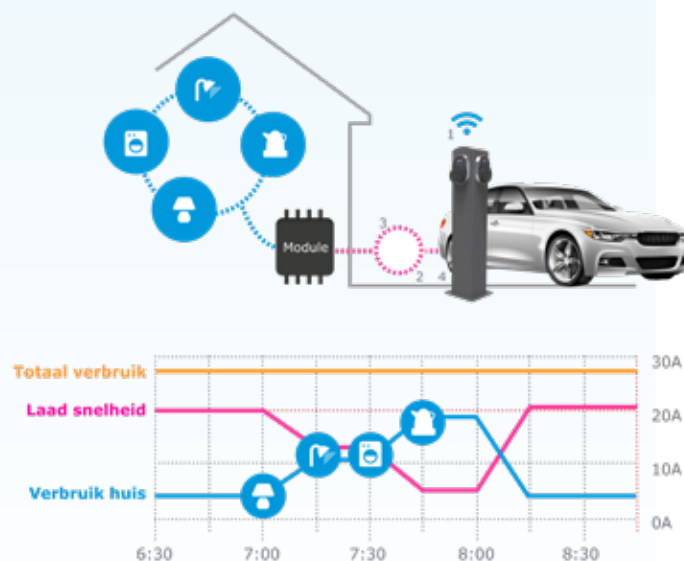 1
3
Module
2
4
Totaal verbruik
30A
Laad snelheid
20A
10A
Verbruik huis
0A
6:30
7:00
7:30
8:00
8:30